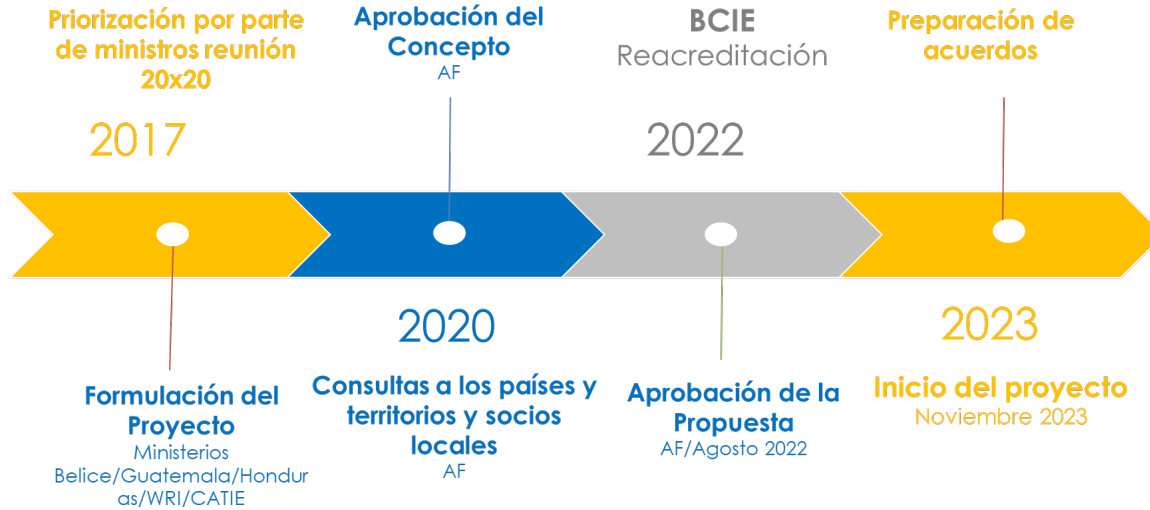 Priorización por parte
de ministros reunión
20x20
2017
Formulación del
Proyecto
Ministerios
Belice/Guatemala/Hondur
as/WRI/CATIE
Aprobación del
Concepto
AF
2020
Consultas a los países y
territorios y socios
locales
AF
BCIE
Reacreditación
2022
Aprobación de la
Propuesta
AF/Agosto 2022
Preparación de
acuerdos
2023
Inicio del proyecto
Noviembre 2023